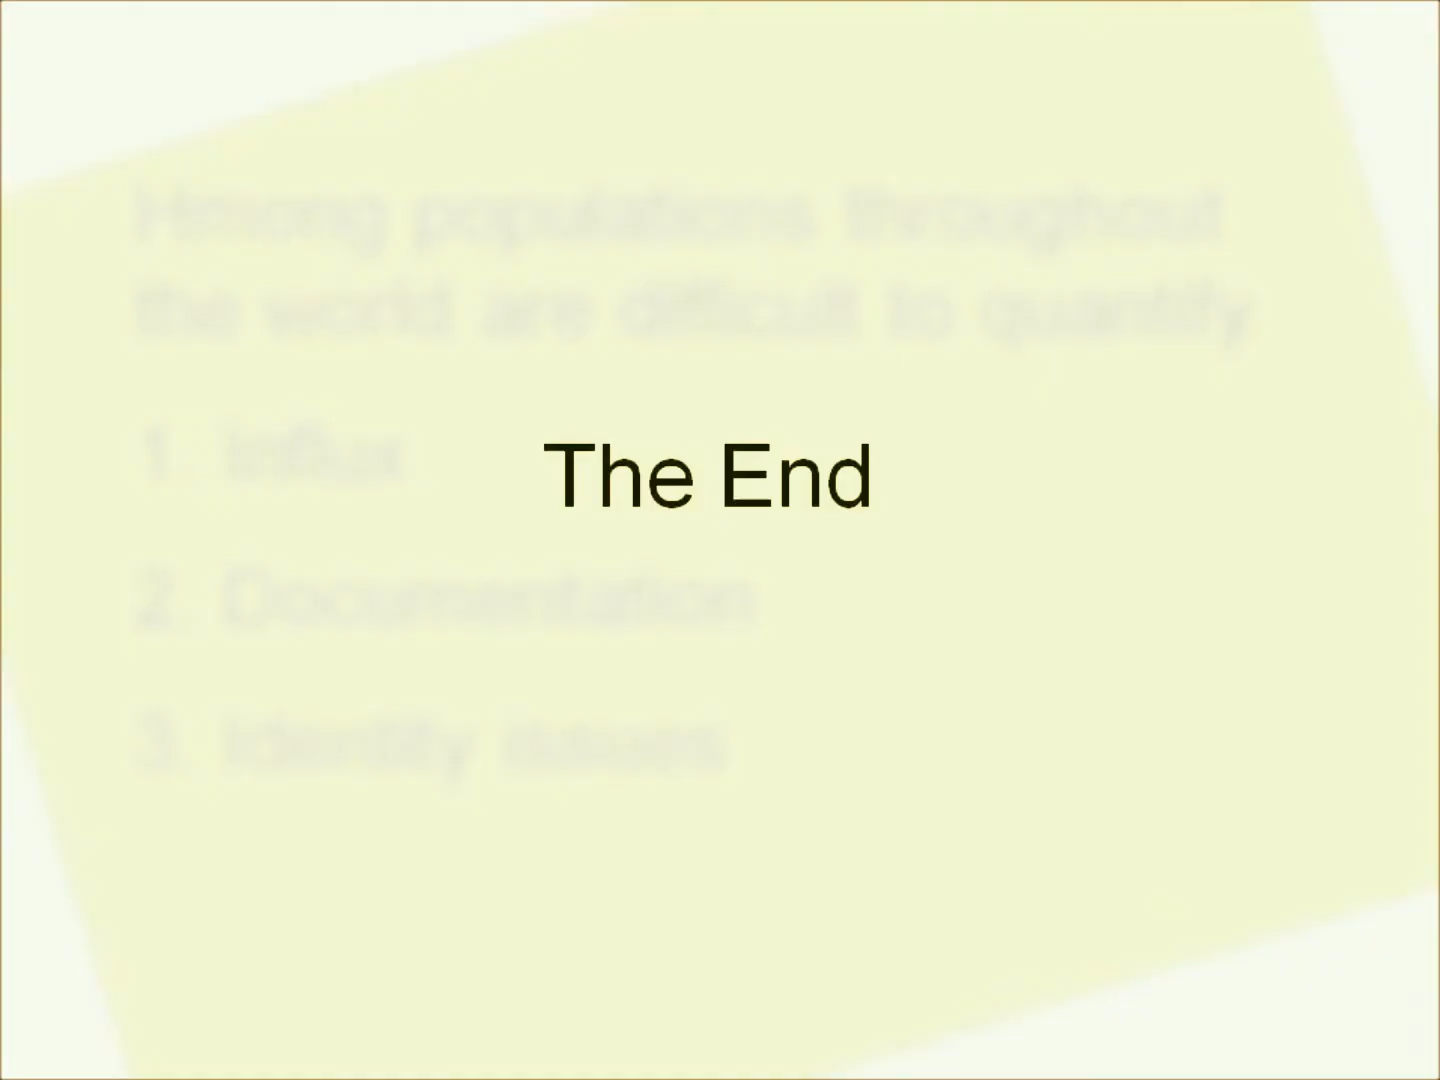 Hmong populations throughout
the world are difficult to quantify
1. Influx
The End
2. Documentation
3. Identity issues